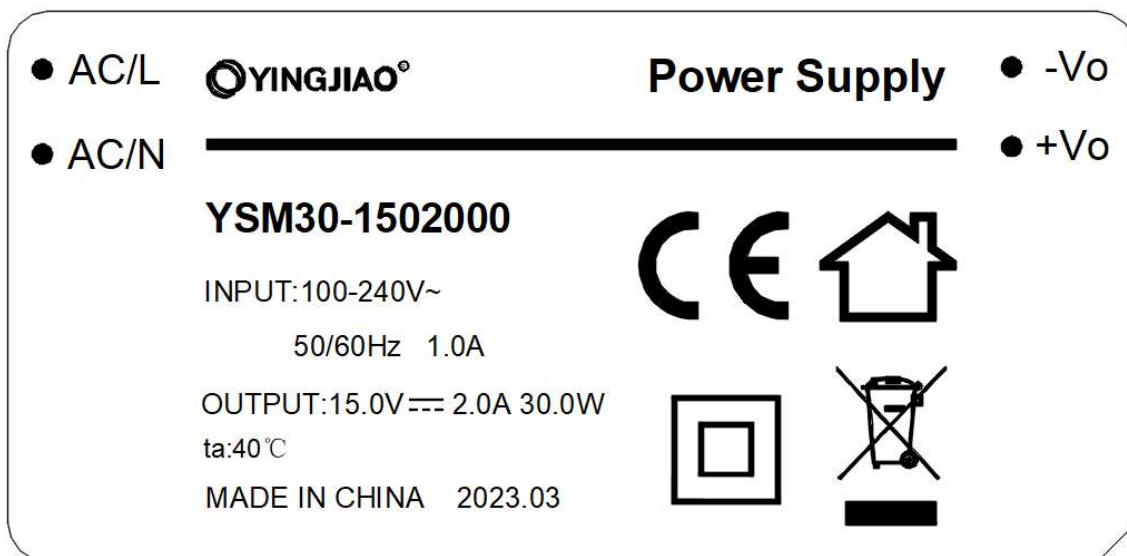 AC/L
YINGJIAO®
Power Supply
-Vo
AC/N
+Vo
YSM30-1502000
CE
INPUT:100-240V~
50/60Hz 1.0A
OUTPUT:15.0V⎓2.0A 30.0W
ta:40℃
MADE IN CHINA 2023.03